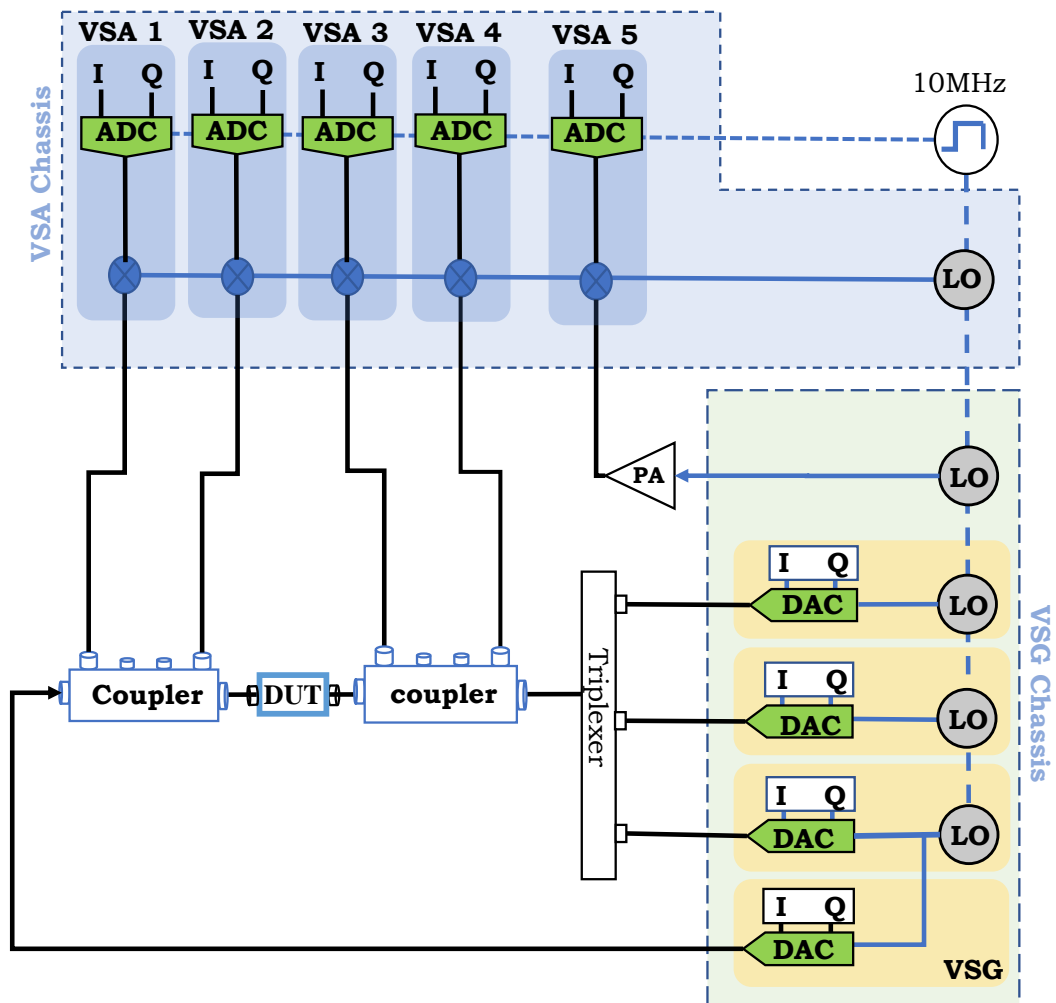 VSA 1
VSA 2
VSA 3
VSA 4
VSA 5
I Q
I Q
I Q
I Q
I Q
10MHz
ADC
ADC
ADC
ADC
ADC
VSA Chassis
LO
PA
LO
I Q
DAC
LO
VSG Chassis
Coupler
DUT
coupler
Triplexer
I Q
DAC
LO
I Q
DAC
LO
I Q
DAC
VSG